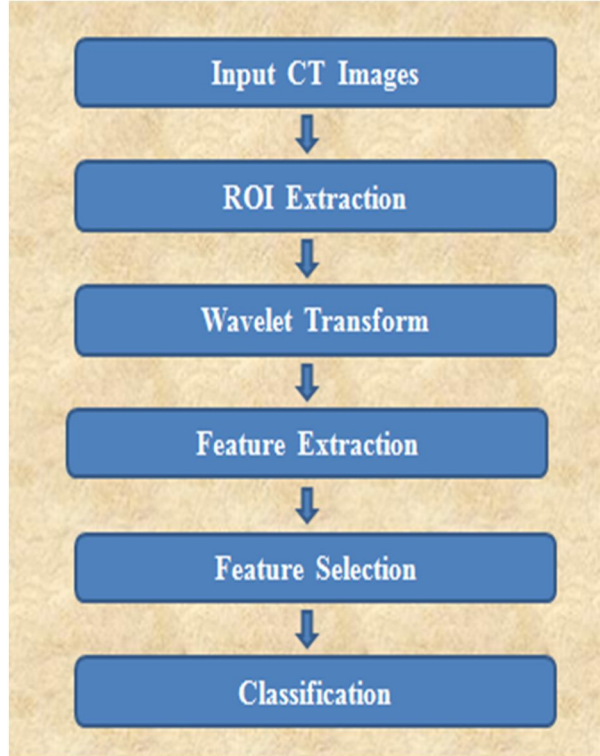 Input CT Images
ROI Extraction
Wavelet Transform
Feature Extraction
Feature Selection
Classification